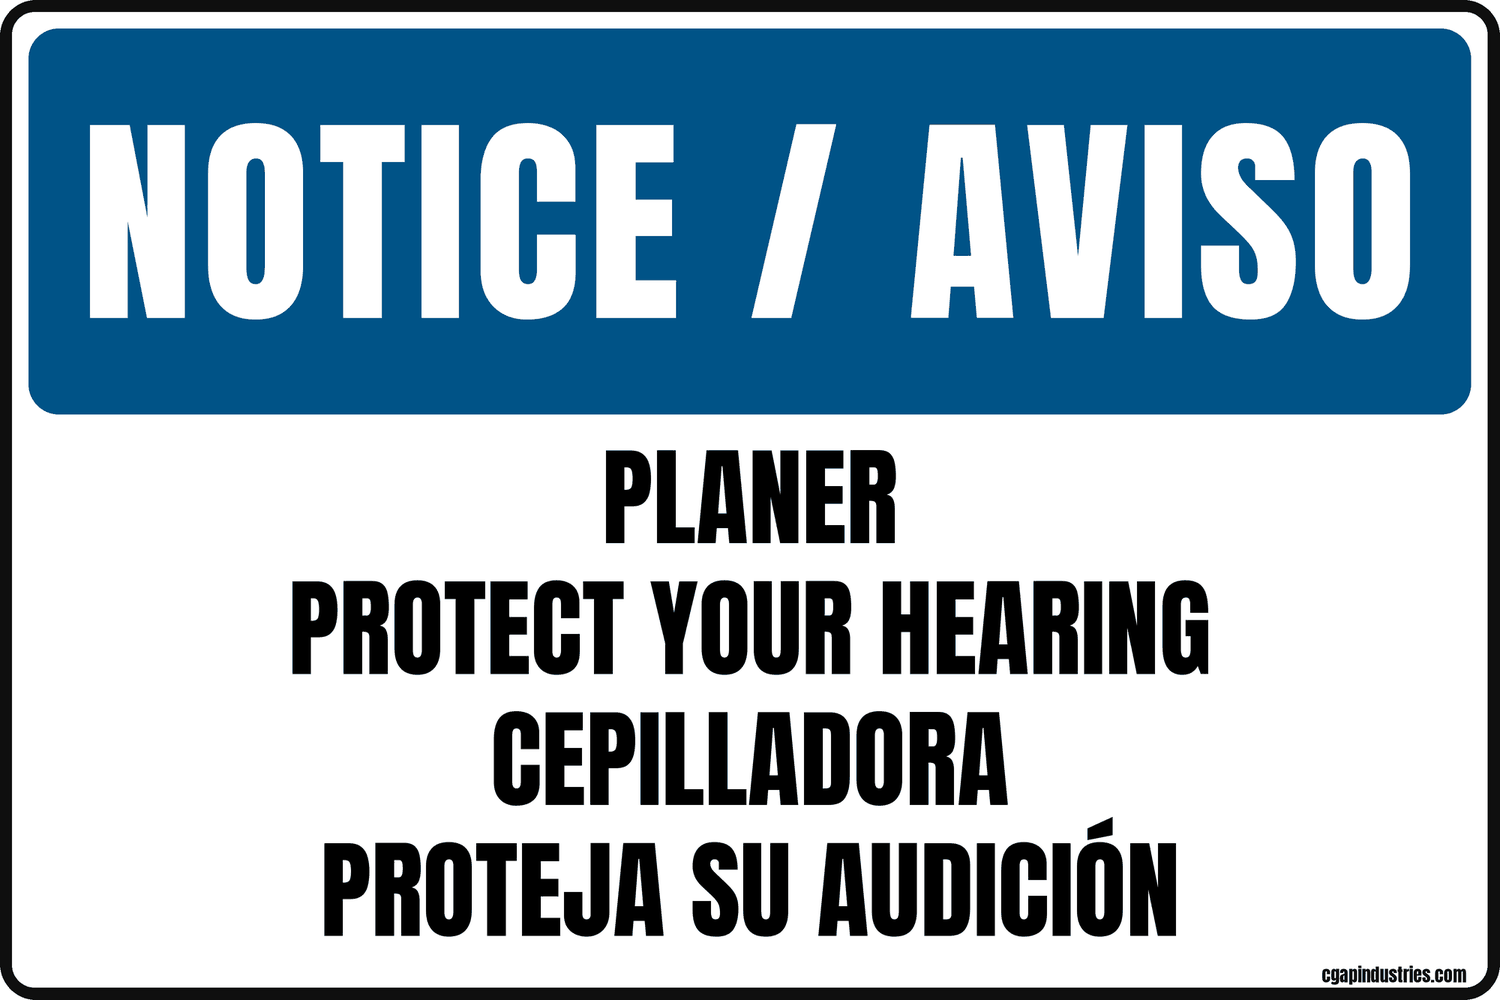 NOTICE / AVISO
PLANER
PROTECT YOUR HEARING
CEPILLADORA
PROTEJA SU AUDICIÓN
cgapindustries.com